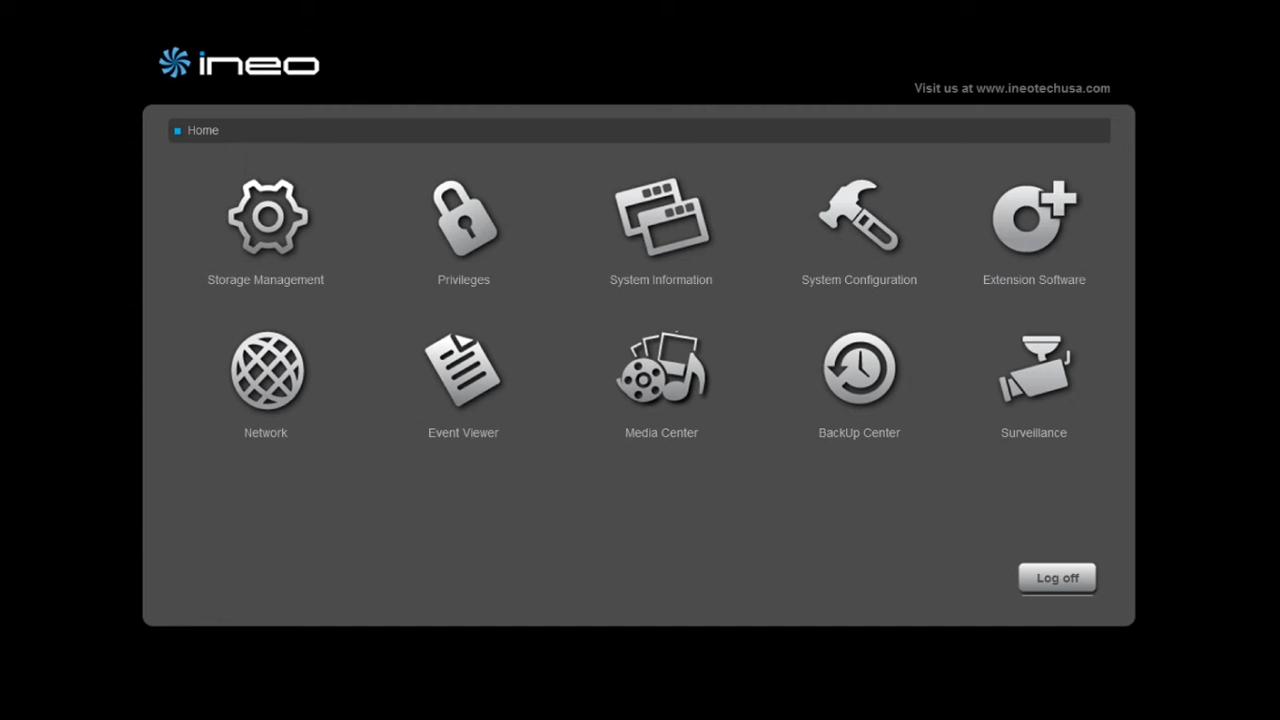 ineo
Visit us at www.ineotechusa.com
Home
Storage Management
Privileges
System Information
System Configuration
Extension Software
Network
Event Viewer
Media Center
BackUp Center
Surveillance
Log off